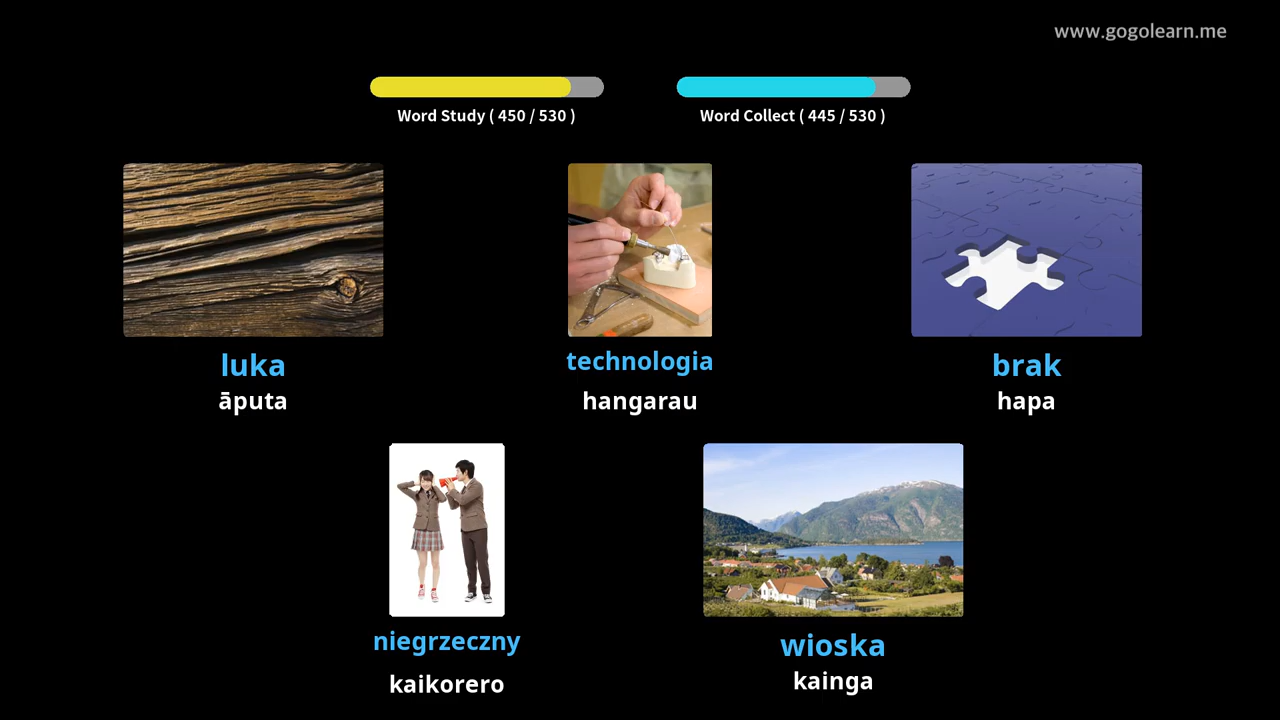 www.gogolearn.me
Word Study ( 450 / 530 )
Word Collect ( 445 / 530 )
luka
āputa
technologia
hangarau
brak
hapa
niegrzeczny
kaikorero
wioska
kainga